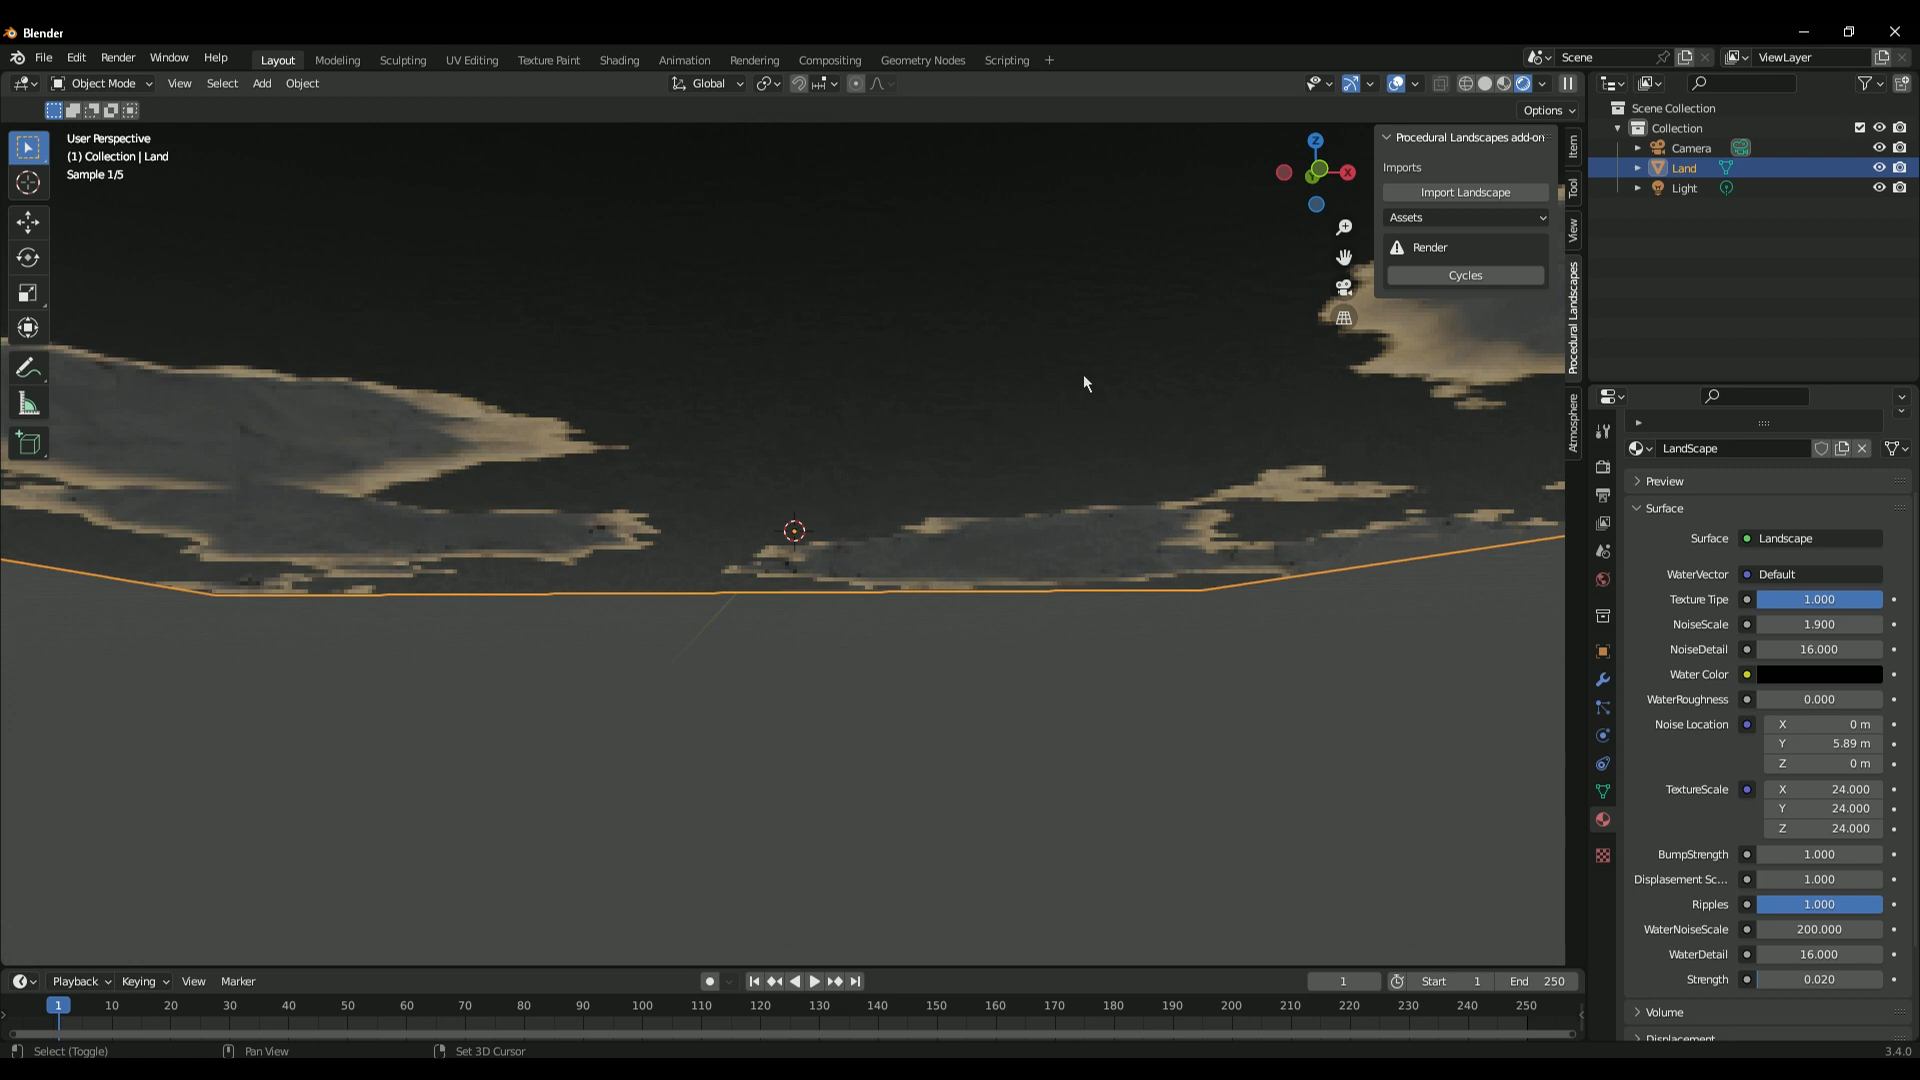 Blender
File Edit Render Window Help
Layout Modeling Sculpting UV Editing Texture Paint Shading Animation Rendering Compositing Geometry Nodes Scripting +
Scene
ViewLayer
Object Mode View Select Add Object
Global
Options
User Perspective
(1) Collection | Land
Sample 1/5
Z
X
Y
Procedural Landscapes add-on
Imports
Import Landscape
Assets
Render
Cycles
Item
Tool
View
Procedural Landscapes
Atmosphere
Scene Collection
Collection
Camera
Land
Light
LandScape
Preview
Surface
Surface Landscape
WaterVector Default
Texture Tipe 1.000
NoiseScale 1.900
NoiseDetail 16.000
Water Color
WaterRoughness 0.000
Noise Location X 0 m
Y 5.89 m
Z 0 m
TextureScale X 24.000
Y 24.000
Z 24.000
BumpStrength 1.000
Displasement Sc... 1.000
Ripples 1.000
WaterNoiseScale 200.000
WaterDetail 16.000
Strength 0.020
Volume
Displacement
Playback Keying View Marker
1 Start 1 End 250
1 10 20 30 40 50 60 70 80 90 100 110 120 130 140 150 160 170 180 190 200 210 220 230 240 250
Select (Toggle) Pan View Set 3D Cursor
3.4.0